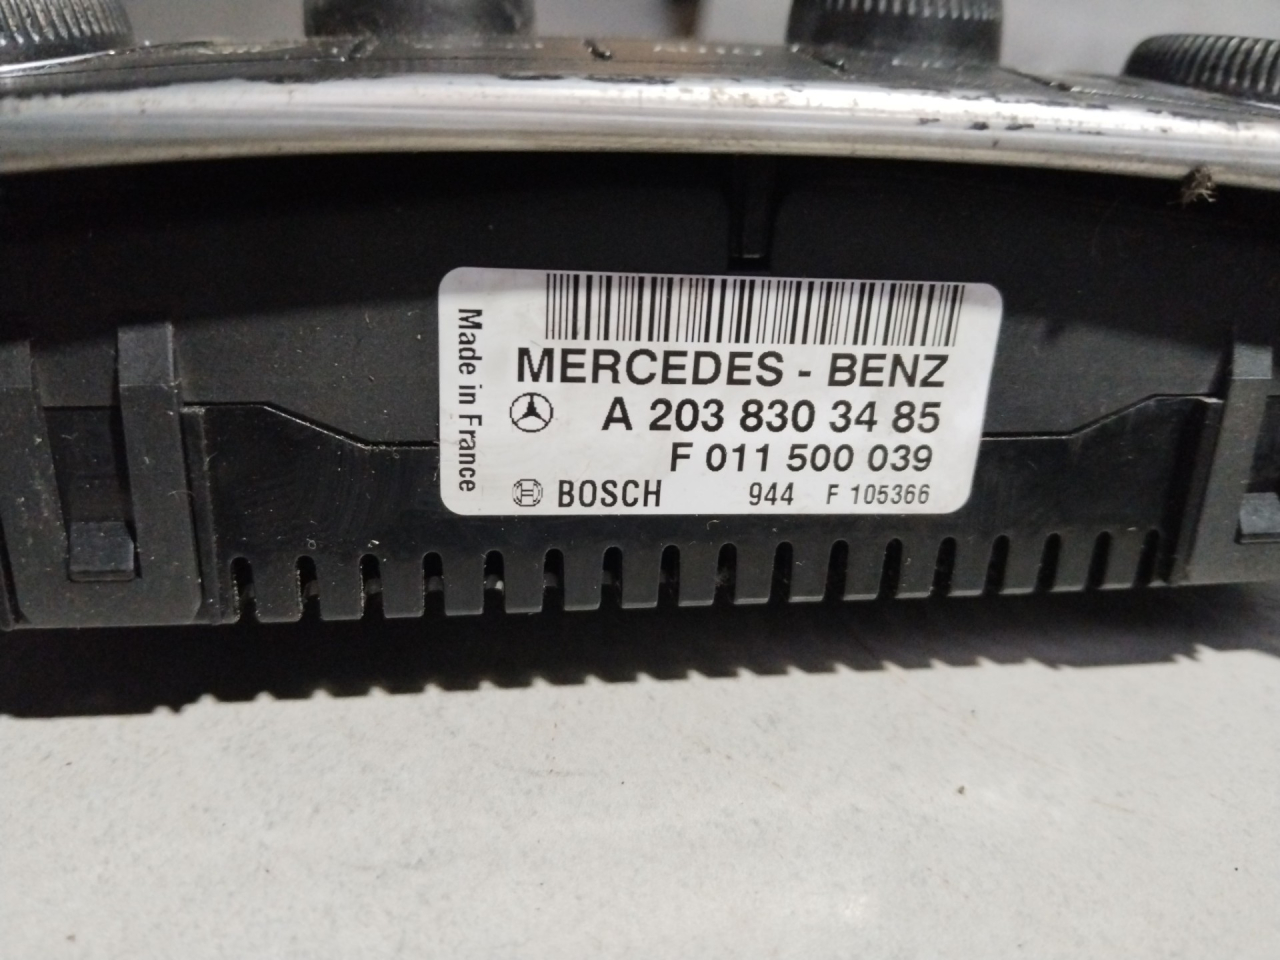 Made in France
MERCEDES - BENZ
A 203 830 34 85
F 011 500 039
BOSCH 944 F 105366